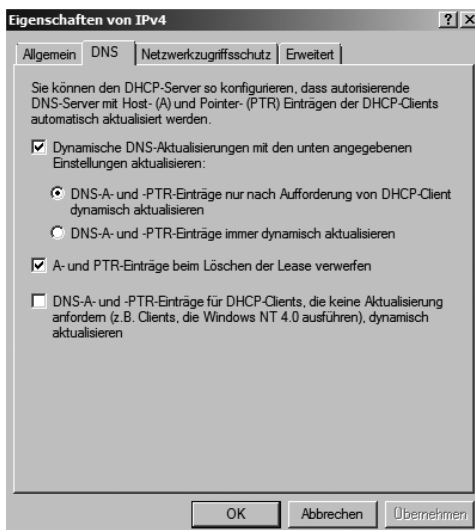 Eigenschaften von IPv4
Allgemein DNS Netzwerkzugriffsschutz Erweitert
Sie können den DHCP-Server so konfigurieren, dass autorisierende
DNS-Server mit Host- (A) und Pointer- (PTR) Einträgen der DHCP-Clients
automatisch aktualisiert werden.
Dynamische DNS-Aktualisierungen mit den unten angegebenen
Einstellungen aktualisieren:
DNS-A- und -PTR-Einträge nur nach Aufforderung von DHCP-Client
dynamisch aktualisieren
DNS-A- und -PTR-Einträge immer dynamisch aktualisieren
A- und PTR-Einträge beim Löschen der Lease verwerfen
DNS-A- und -PTR-Einträge für DHCP-Clients, die keine Aktualisierung
anfordern (z.B. Clients, die Windows NT 4.0 ausführen), dynamisch
aktualisieren
OK Abbrechen Übernehmen